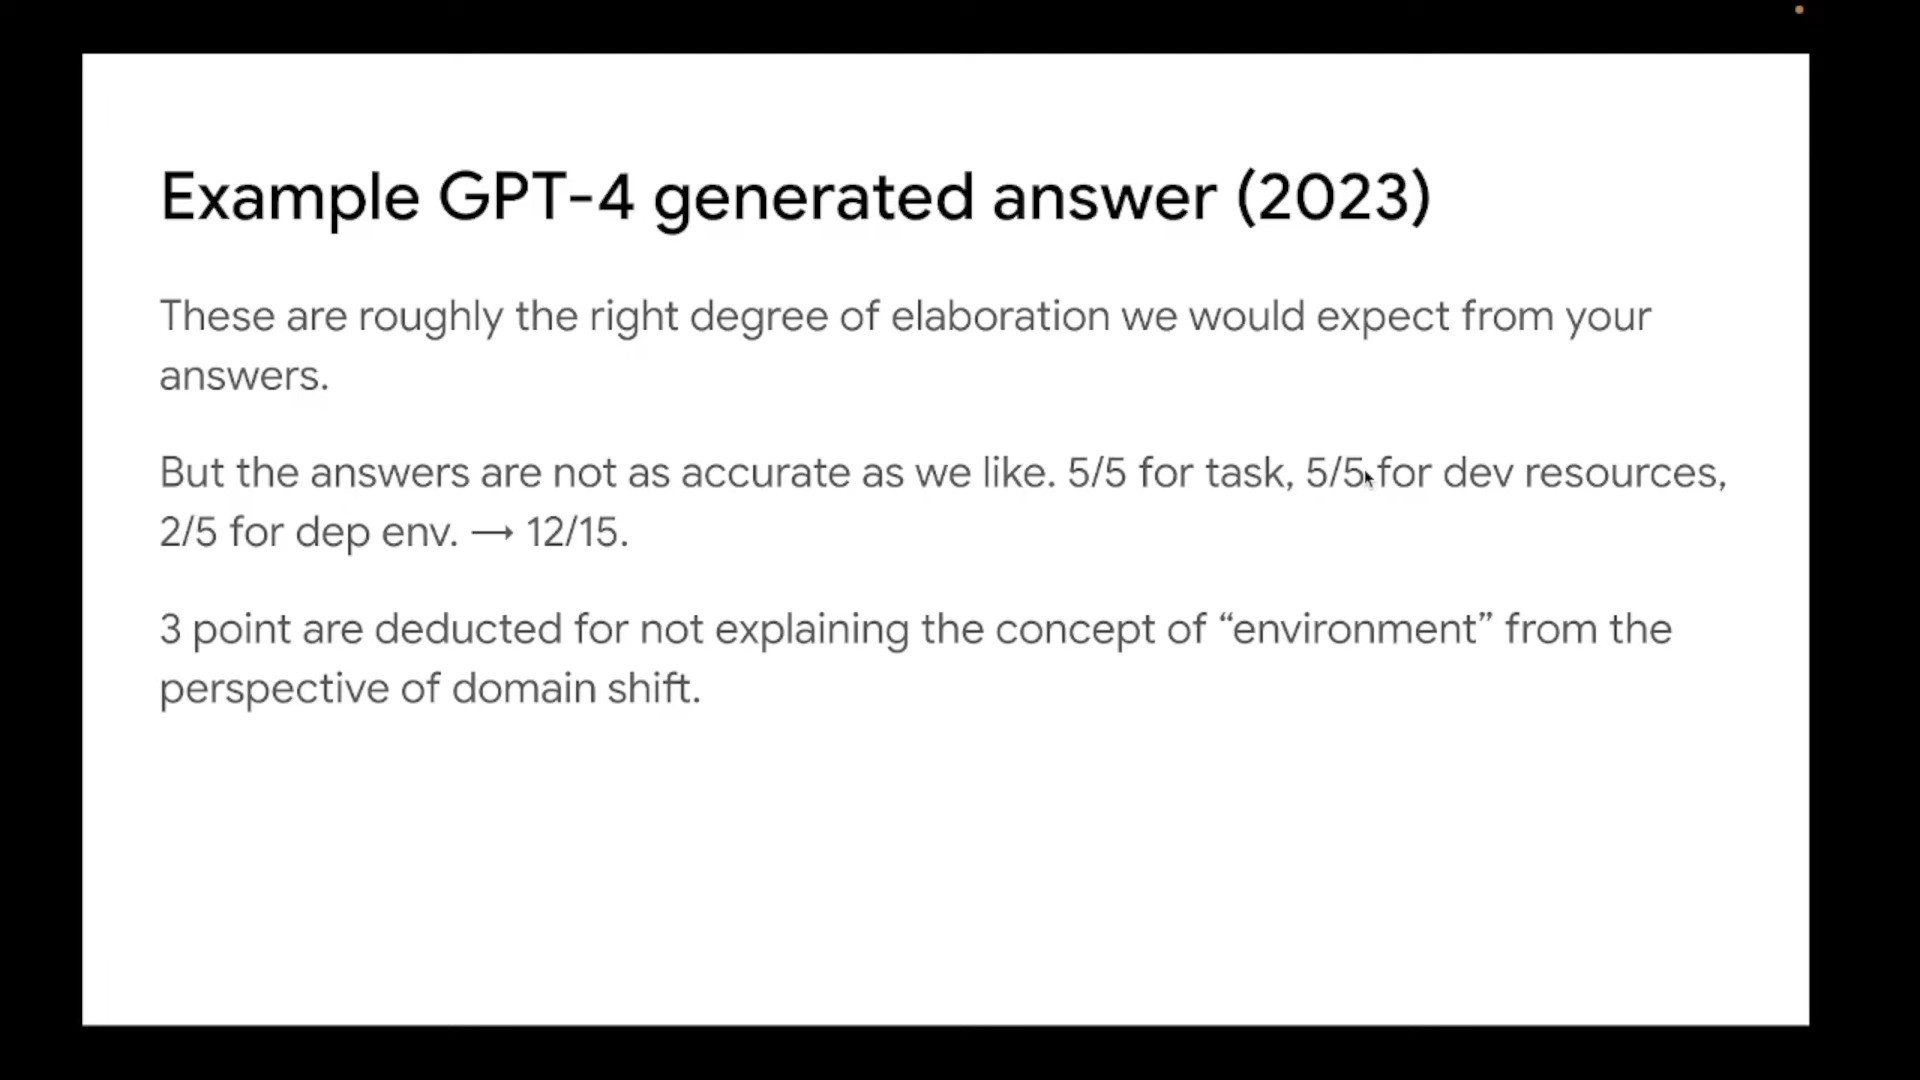 Example GPT-4 generated answer (2023)
These are roughly the right degree of elaboration we would expect from your
answers.
But the answers are not as accurate as we like. 5/5 for task, 5/5 for dev resources,
2/5 for dep env. → 12/15.
3 point are deducted for not explaining the concept of “environment” from the
perspective of domain shift.